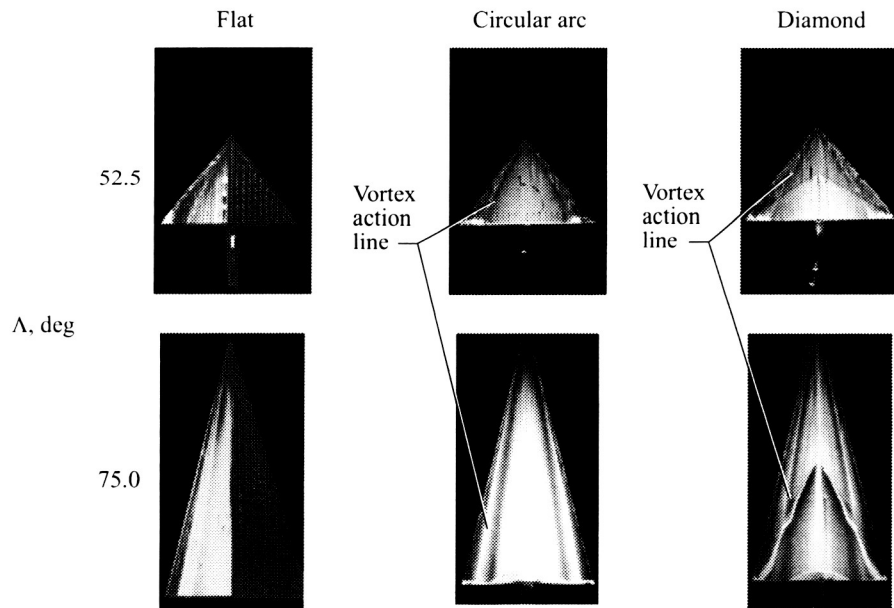 Flat
Circular arc
Diamond
52.5
Vortex
action
line
Vortex
action
line
Λ, deg
75.0